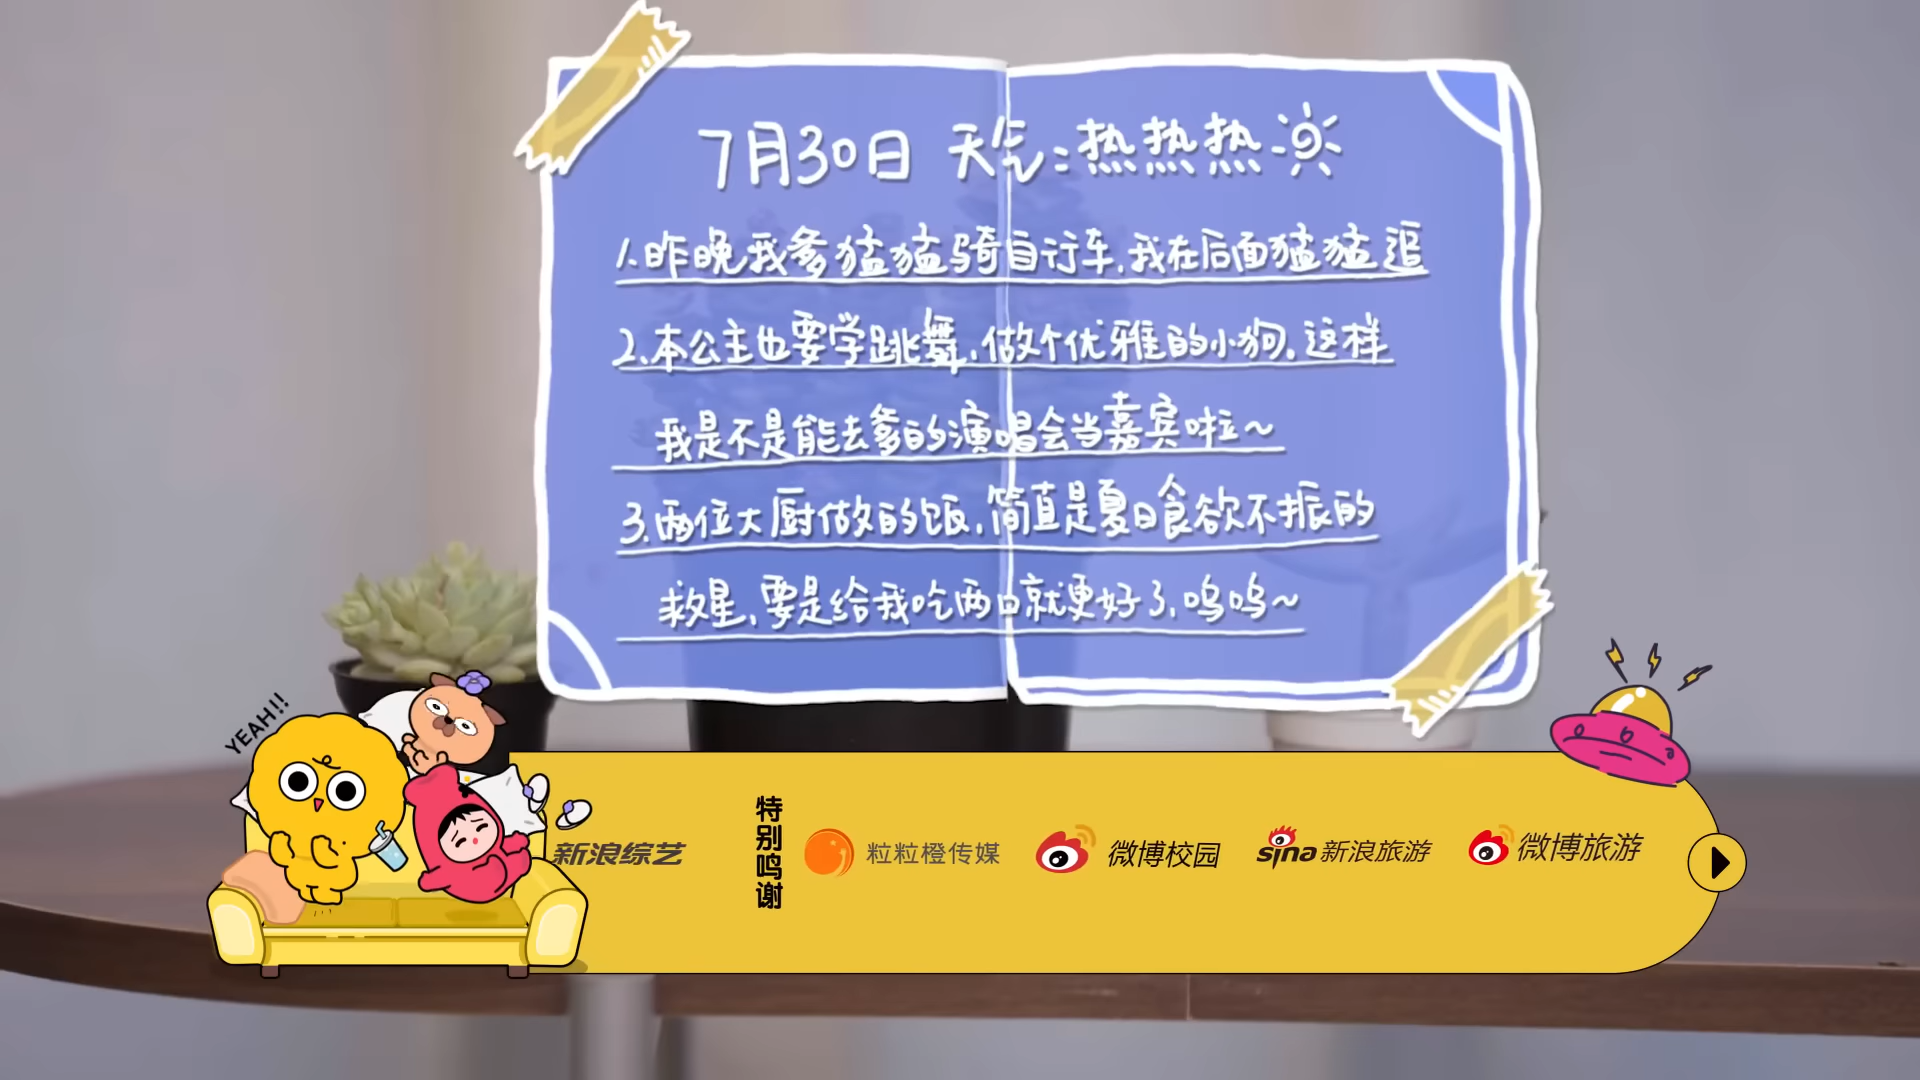 7月30日 天气:热热热
1.昨晚我爹猛猛骑自行车,我在后面猛猛追
2.本公主也要学跳舞,做个优雅的小狗,这样
我是不是能去爹的演唱会当嘉宾啦~
3.两位大厨做的饭,简直是夏日食欲不振的
救星,要是给我吃两口就更好了,呜呜~
YEAH!!
新浪综艺
特别鸣谢
粒粒橙传媒
微博校园
sina新浪旅游
微博旅游